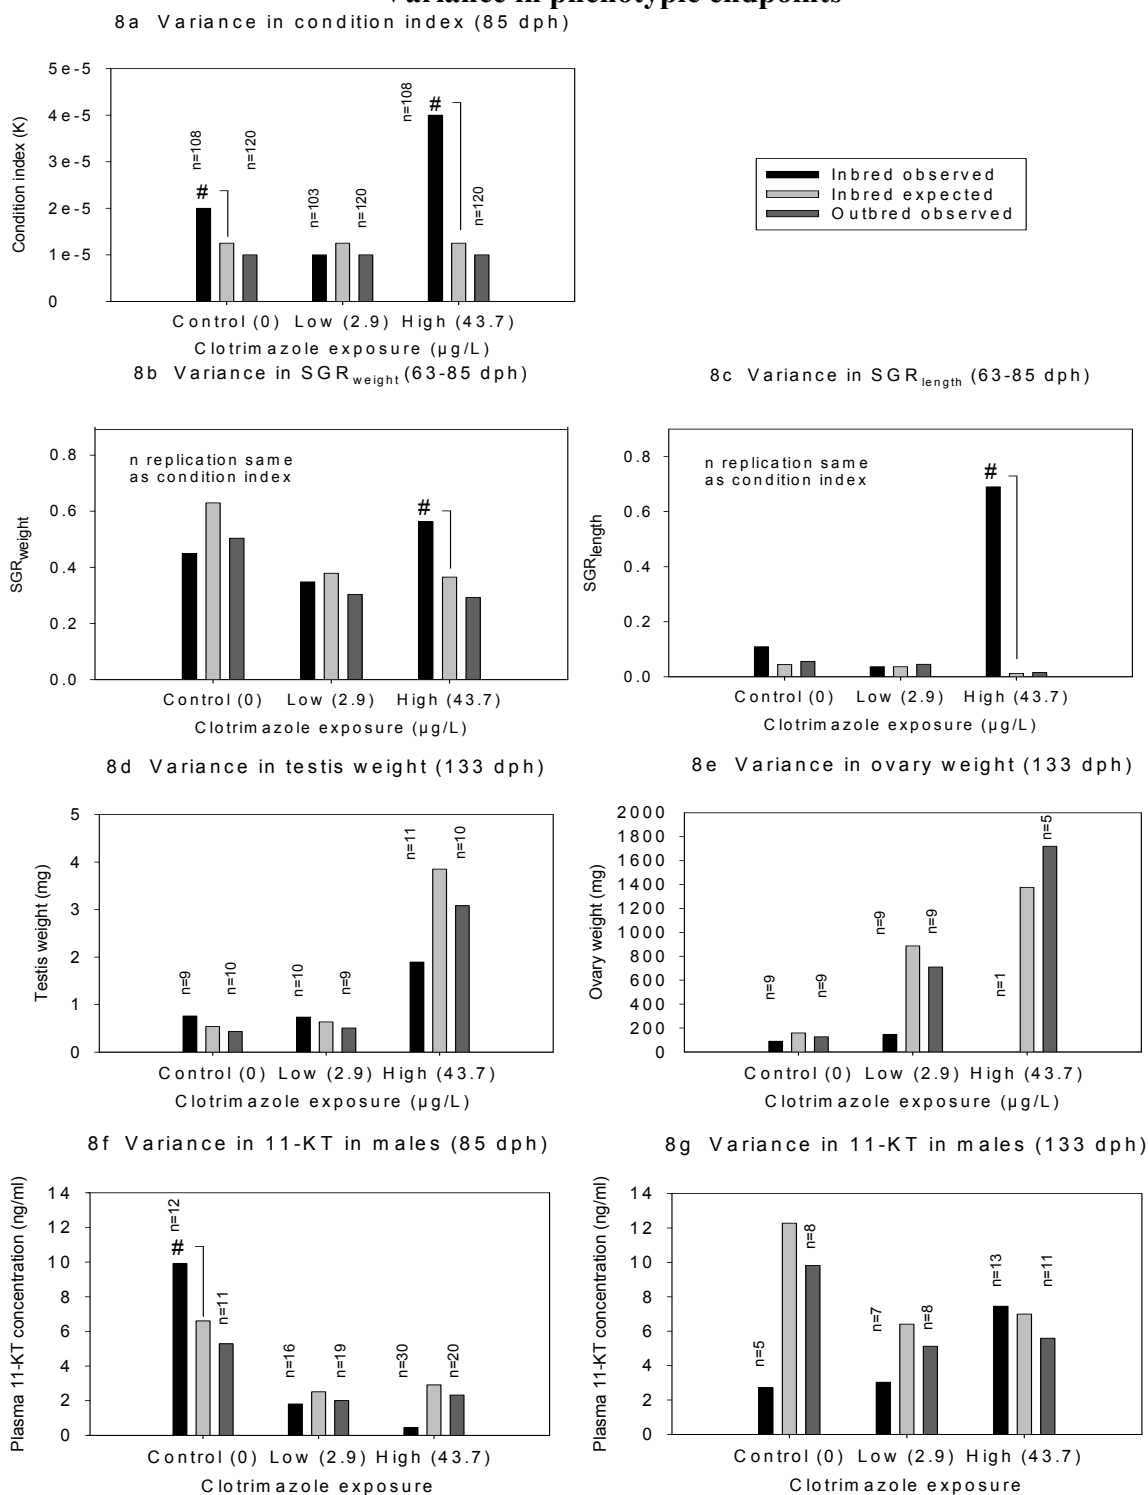 Variance in phenotypic endpoints
8a Variance in condition index (85 dph)
5e-5
4e-5
3e-5
2e-5
1e-5
0
Condition index (K)
n=108
#
n=120
n=103
n=120
n=108
#
n=120
Control (0) Low (2.9) High (43.7)
Clotrimazole exposure (µg/L)
Inbred observed
Inbred expected
Outbred observed
8b Variance in SGRweight (63-85 dph)
0.8
0.6
0.4
0.2
0.0
SGRweight
n replication same
as condition index
#
Control (0) Low (2.9) High (43.7)
Clotrimazole exposure (µg/L)
8c Variance in SGRlength (63-85 dph)
0.8
0.6
0.4
0.2
0.0
SGRlength
n replication same
as condition index
#
Control (0) Low (2.9) High (43.7)
Clotrimazole exposure (µg/L)
8d Variance in testis weight (133 dph)
5
4
3
2
1
0
Testis weight (mg)
n=9
n=10
n=10
n=9
n=11
n=10
Control (0) Low (2.9) High (43.7)
Clotrimazole exposure (µg/L)
8e Variance in ovary weight (133 dph)
2000
1800
1600
1400
1200
1000
800
600
400
200
0
Ovary weight (mg)
n=9
n=9
n=9
n=9
n=1
n=5
Control (0) Low (2.9) High (43.7)
Clotrimazole exposure (µg/L)
8f Variance in 11-KT in males (85 dph)
14
12
10
8
6
4
2
0
Plasma 11-KT concentration (ng/ml)
n=12
#
n=11
n=16
n=19
n=30
n=20
Control (0) Low (2.9) High (43.7)
Clotrimazole exposure
8g Variance in 11-KT in males (133 dph)
14
12
10
8
6
4
2
0
Plasma 11-KT concentration (ng/ml)
n=5
n=8
n=7
n=8
n=13
n=11
Control (0) Low (2.9) High (43.7)
Clotrimazole exposure